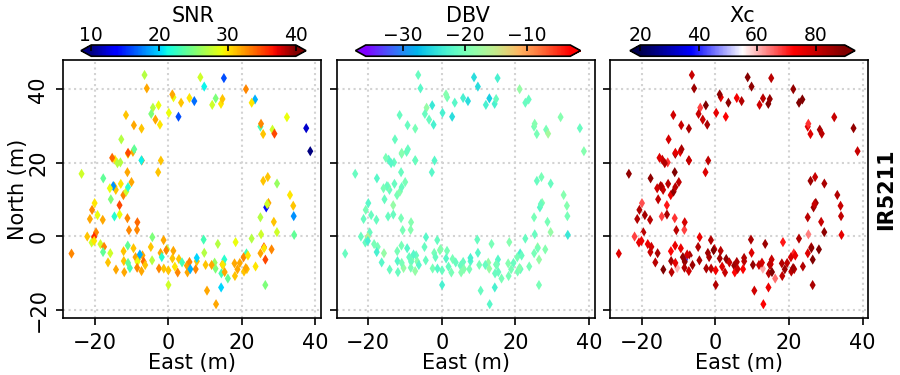 SNR DBV Xc
10 20 30 40 −30 −20 −10 20 40 60 80
40
20
0
−20
North (m)
IR5211
−20 0 20 40 −20 0 20 40 −20 0 20 40
East (m) East (m) East (m)